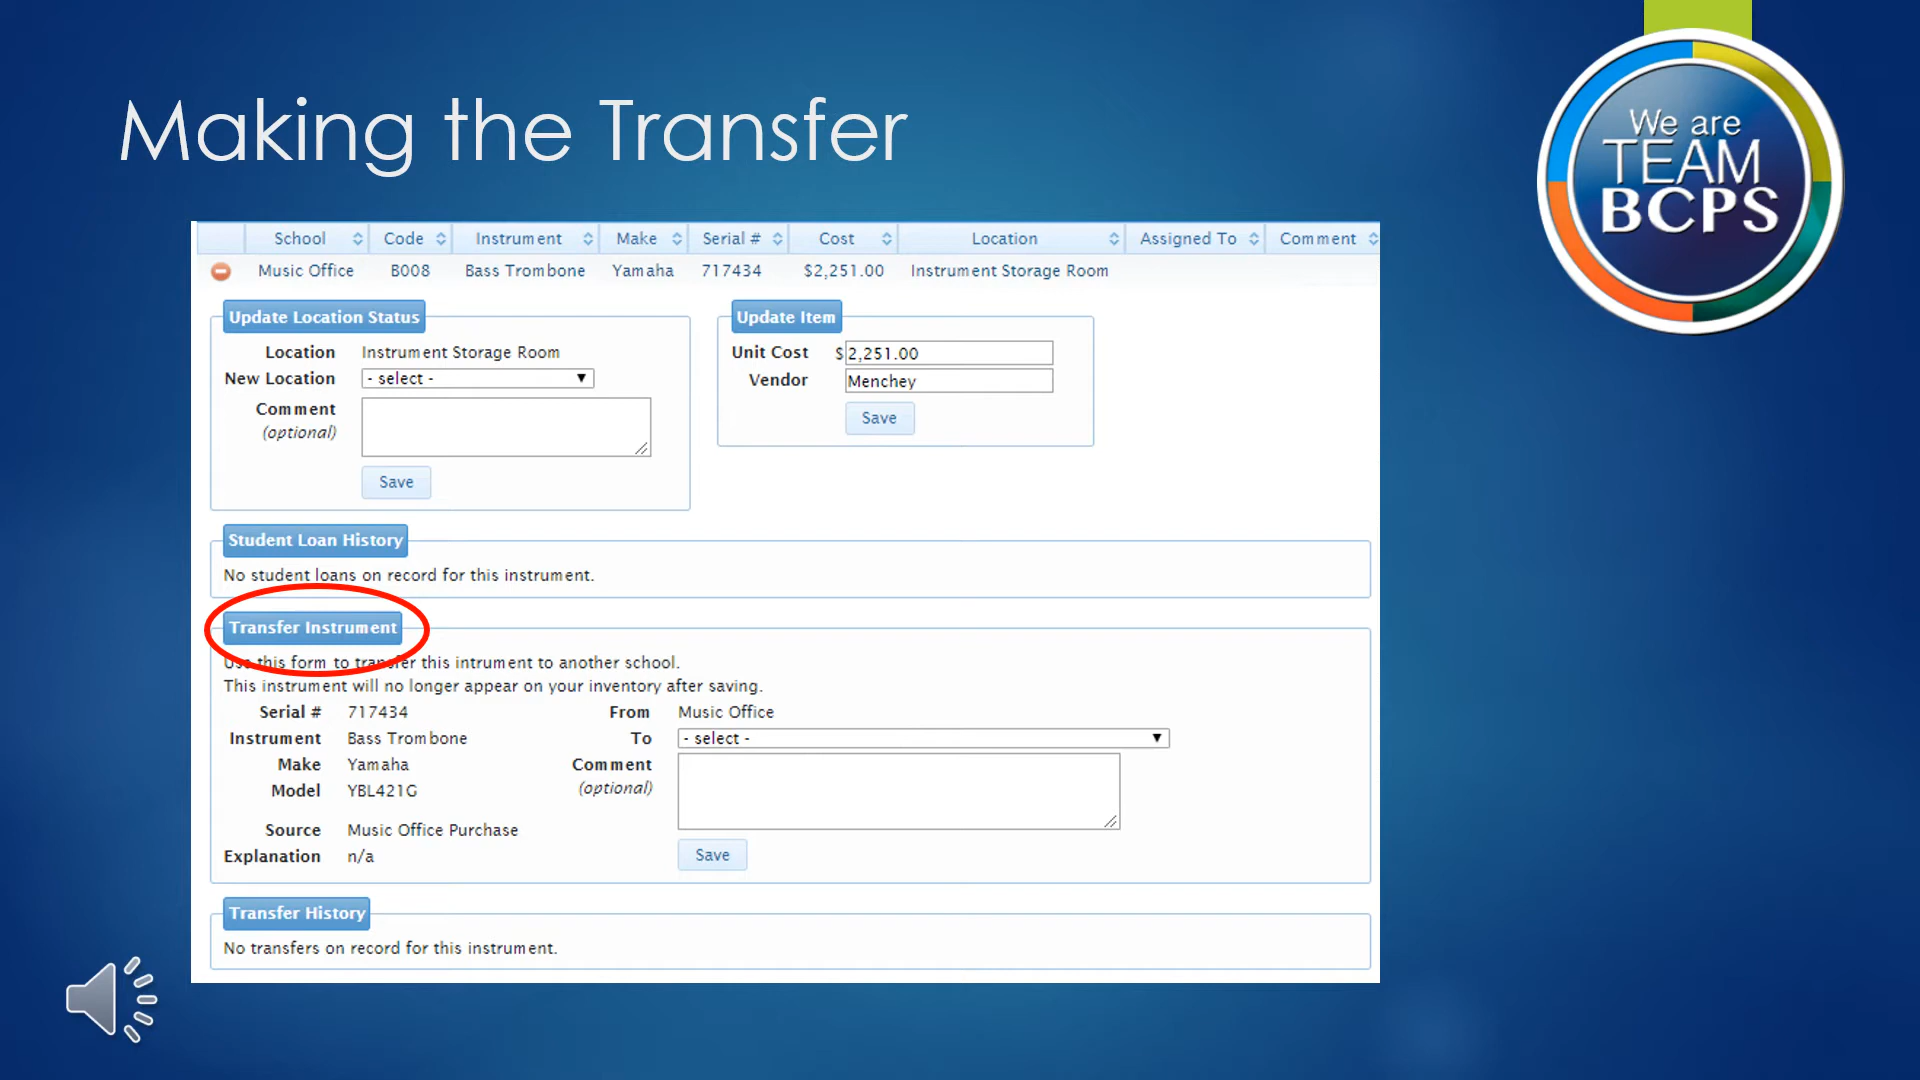 Making the Transfer
We are
TEAM
BCPS
School Code Instrument Make Serial # Cost Location Assigned To Comment
Music Office B008 Bass Trombone Yamaha 717434 $2,251.00 Instrument Storage Room
Update Location Status
Location Instrument Storage Room
New Location - select -
Comment
(optional)
Save
Update Item
Unit Cost $ 2,251.00
Vendor Menchey
Save
Student Loan History
No student loans on record for this instrument.
Transfer Instrument
Use this form to transfer this intrument to another school.
This instrument will no longer appear on your inventory after saving.
Serial # 717434
Instrument Bass Trombone
Make Yamaha
Model YBL421G
Source Music Office Purchase
Explanation n/a
From Music Office
To - select -
Comment
(optional)
Save
Transfer History
No transfers on record for this instrument.